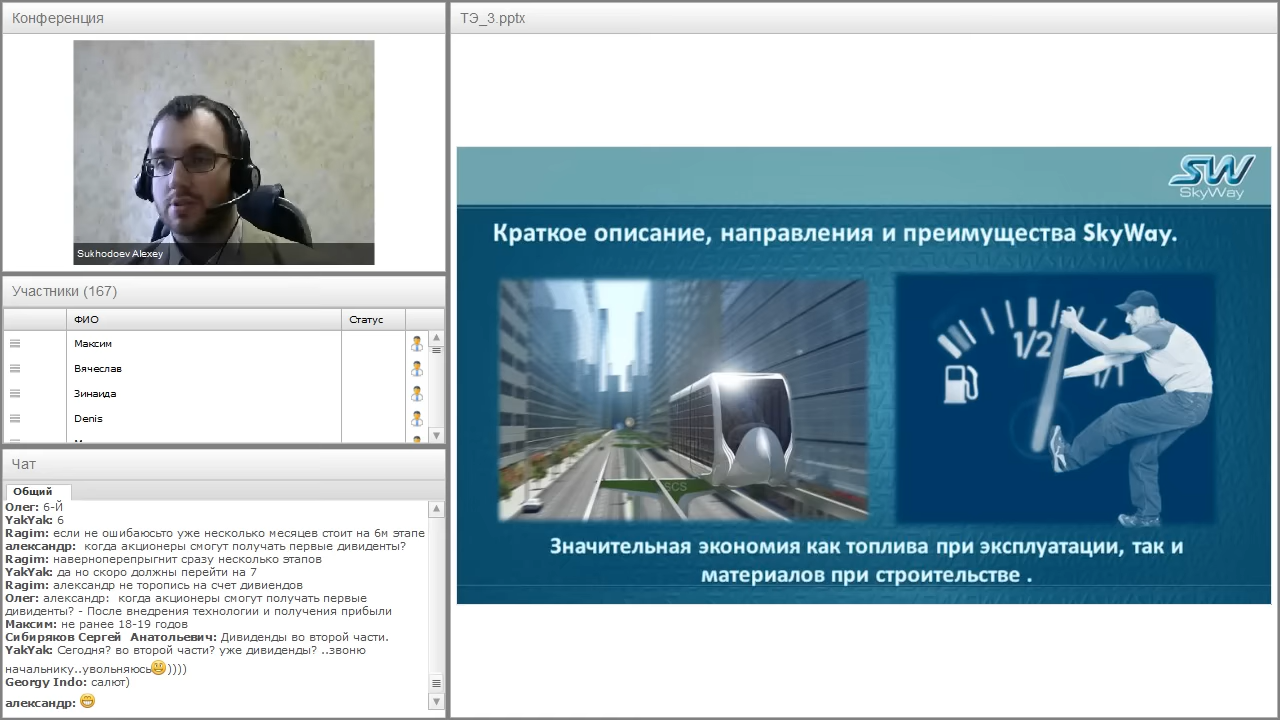 Конференция
Sukhodoev Alexey
Участники (167)
ФИО
Статус
Максим
Вячеслав
Зинаида
Denis
Чат
Общий
Олег: 6-Й
YakYak: 6
Ragim: если не ошибаюсьто уже несколько месяцев стоит на 6м этапе
александр: когда акционеры смогут получать первые дивиденты?
Ragim: наверноперепрыгнит сразу несколько этапов
YakYak: да но скоро должны перейти на 7
Ragim: александр не торопись на счет дивиендов
Олег: александр: когда акционеры смогут получать первые
дивиденты? - После внедрения технологии и получения прибыли
Максим: не ранее 18-19 годов
Сибиряков Сергей Анатольевич: Дивиденды во второй части.
YakYak: Сегодня? во второй части? уже дивиденды? ..звоню
начальнику..увольняюсь))))
Georgy Indo: салют)
александр:
ТЭ_3.pptx
SW
SkyWay
Краткое описание, направления и преимущества SkyWay.
SCS
1/2
1/1
Значительная экономия как топлива при эксплуатации, так и
материалов при строительстве .